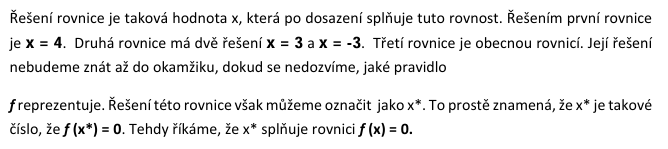 Řešení rovnice je taková hodnota x, která po dosazení splňuje tuto rovnost. Řešením první rovnice
je x = 4. Druhá rovnice má dvě řešení x = 3 a x = -3. Třetí rovnice je obecnou rovnicí. Její řešení
nebudeme znát až do okamžiku, dokud se nedozvíme, jaké pravidlo
f reprezentuje. Řešení této rovnice však můžeme označit jako x*. To prostě znamená, že x* je takové
číslo, že f (x*) = 0. Tehdy říkáme, že x* splňuje rovnici f (x) = 0.